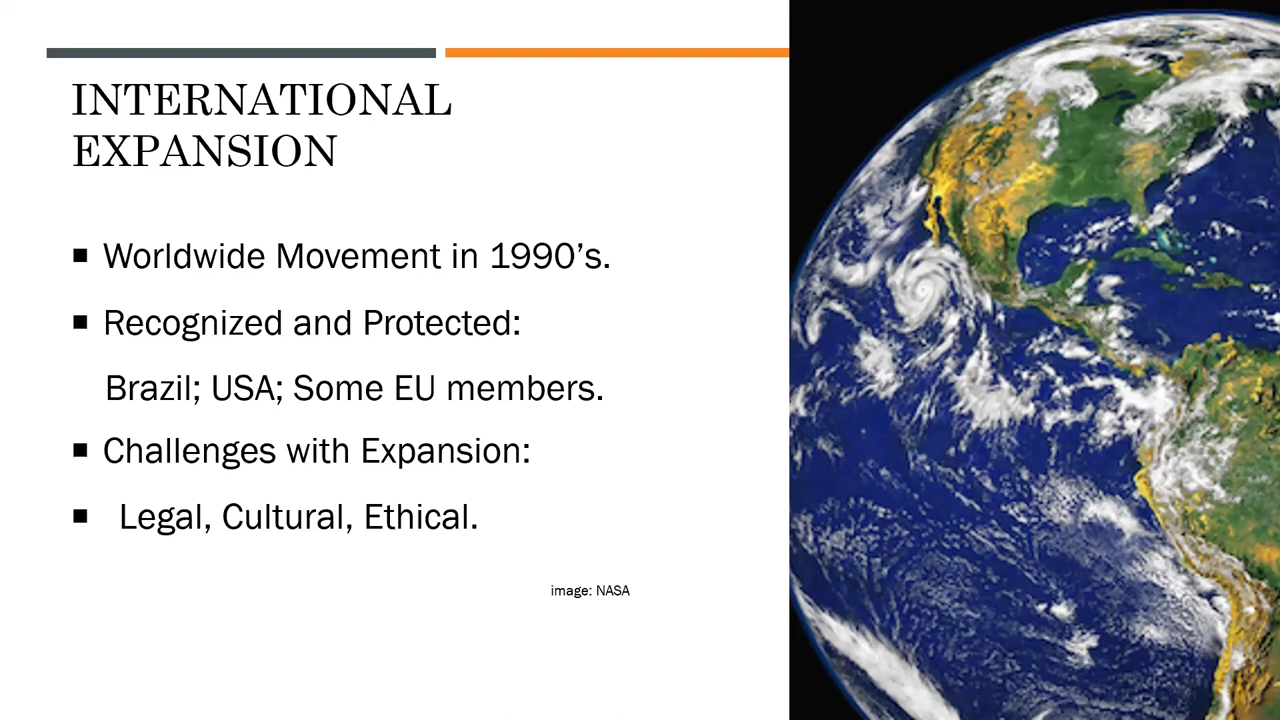 INTERNATIONAL
EXPANSION
▪ Worldwide Movement in 1990’s.
▪ Recognized and Protected:
Brazil; USA; Some EU members.
▪ Challenges with Expansion:
▪ Legal, Cultural, Ethical.
image: NASA